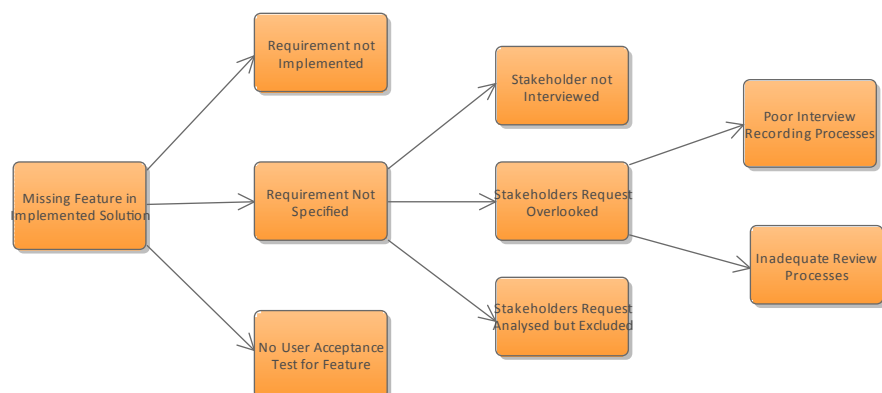 Requirement not
Implemented
Stakeholder not
Interviewed
Poor Interview
Recording Processes
Missing Feature in
Implemented Solution
Requirement Not
Specified
Stakeholders Request
Overlooked
Inadequate Review
Processes
Stakeholders Request
Analysed but Excluded
No User Acceptance
Test for Feature